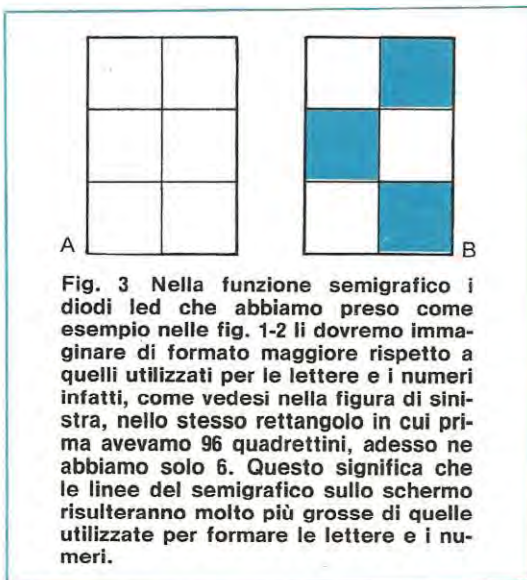 A
B
Fig. 3 Nella funzione semigrafico i
diodi led che abbiamo preso come
esempio nelle fig. 1-2 li dovremo imma-
ginare di formato maggiore rispetto a
quelli utilizzati per le lettere e i numeri
infatti, come vedesi nella figura di sini-
stra, nello stesso rettangolo in cui pri-
ma avevamo 96 quadrettini, adesso ne
abbiamo solo 6. Questo significa che
le linee del semigrafico sullo schermo
risulteranno molto più grosse di quelle
utilizzate per formare le lettere e i nu-
meri.